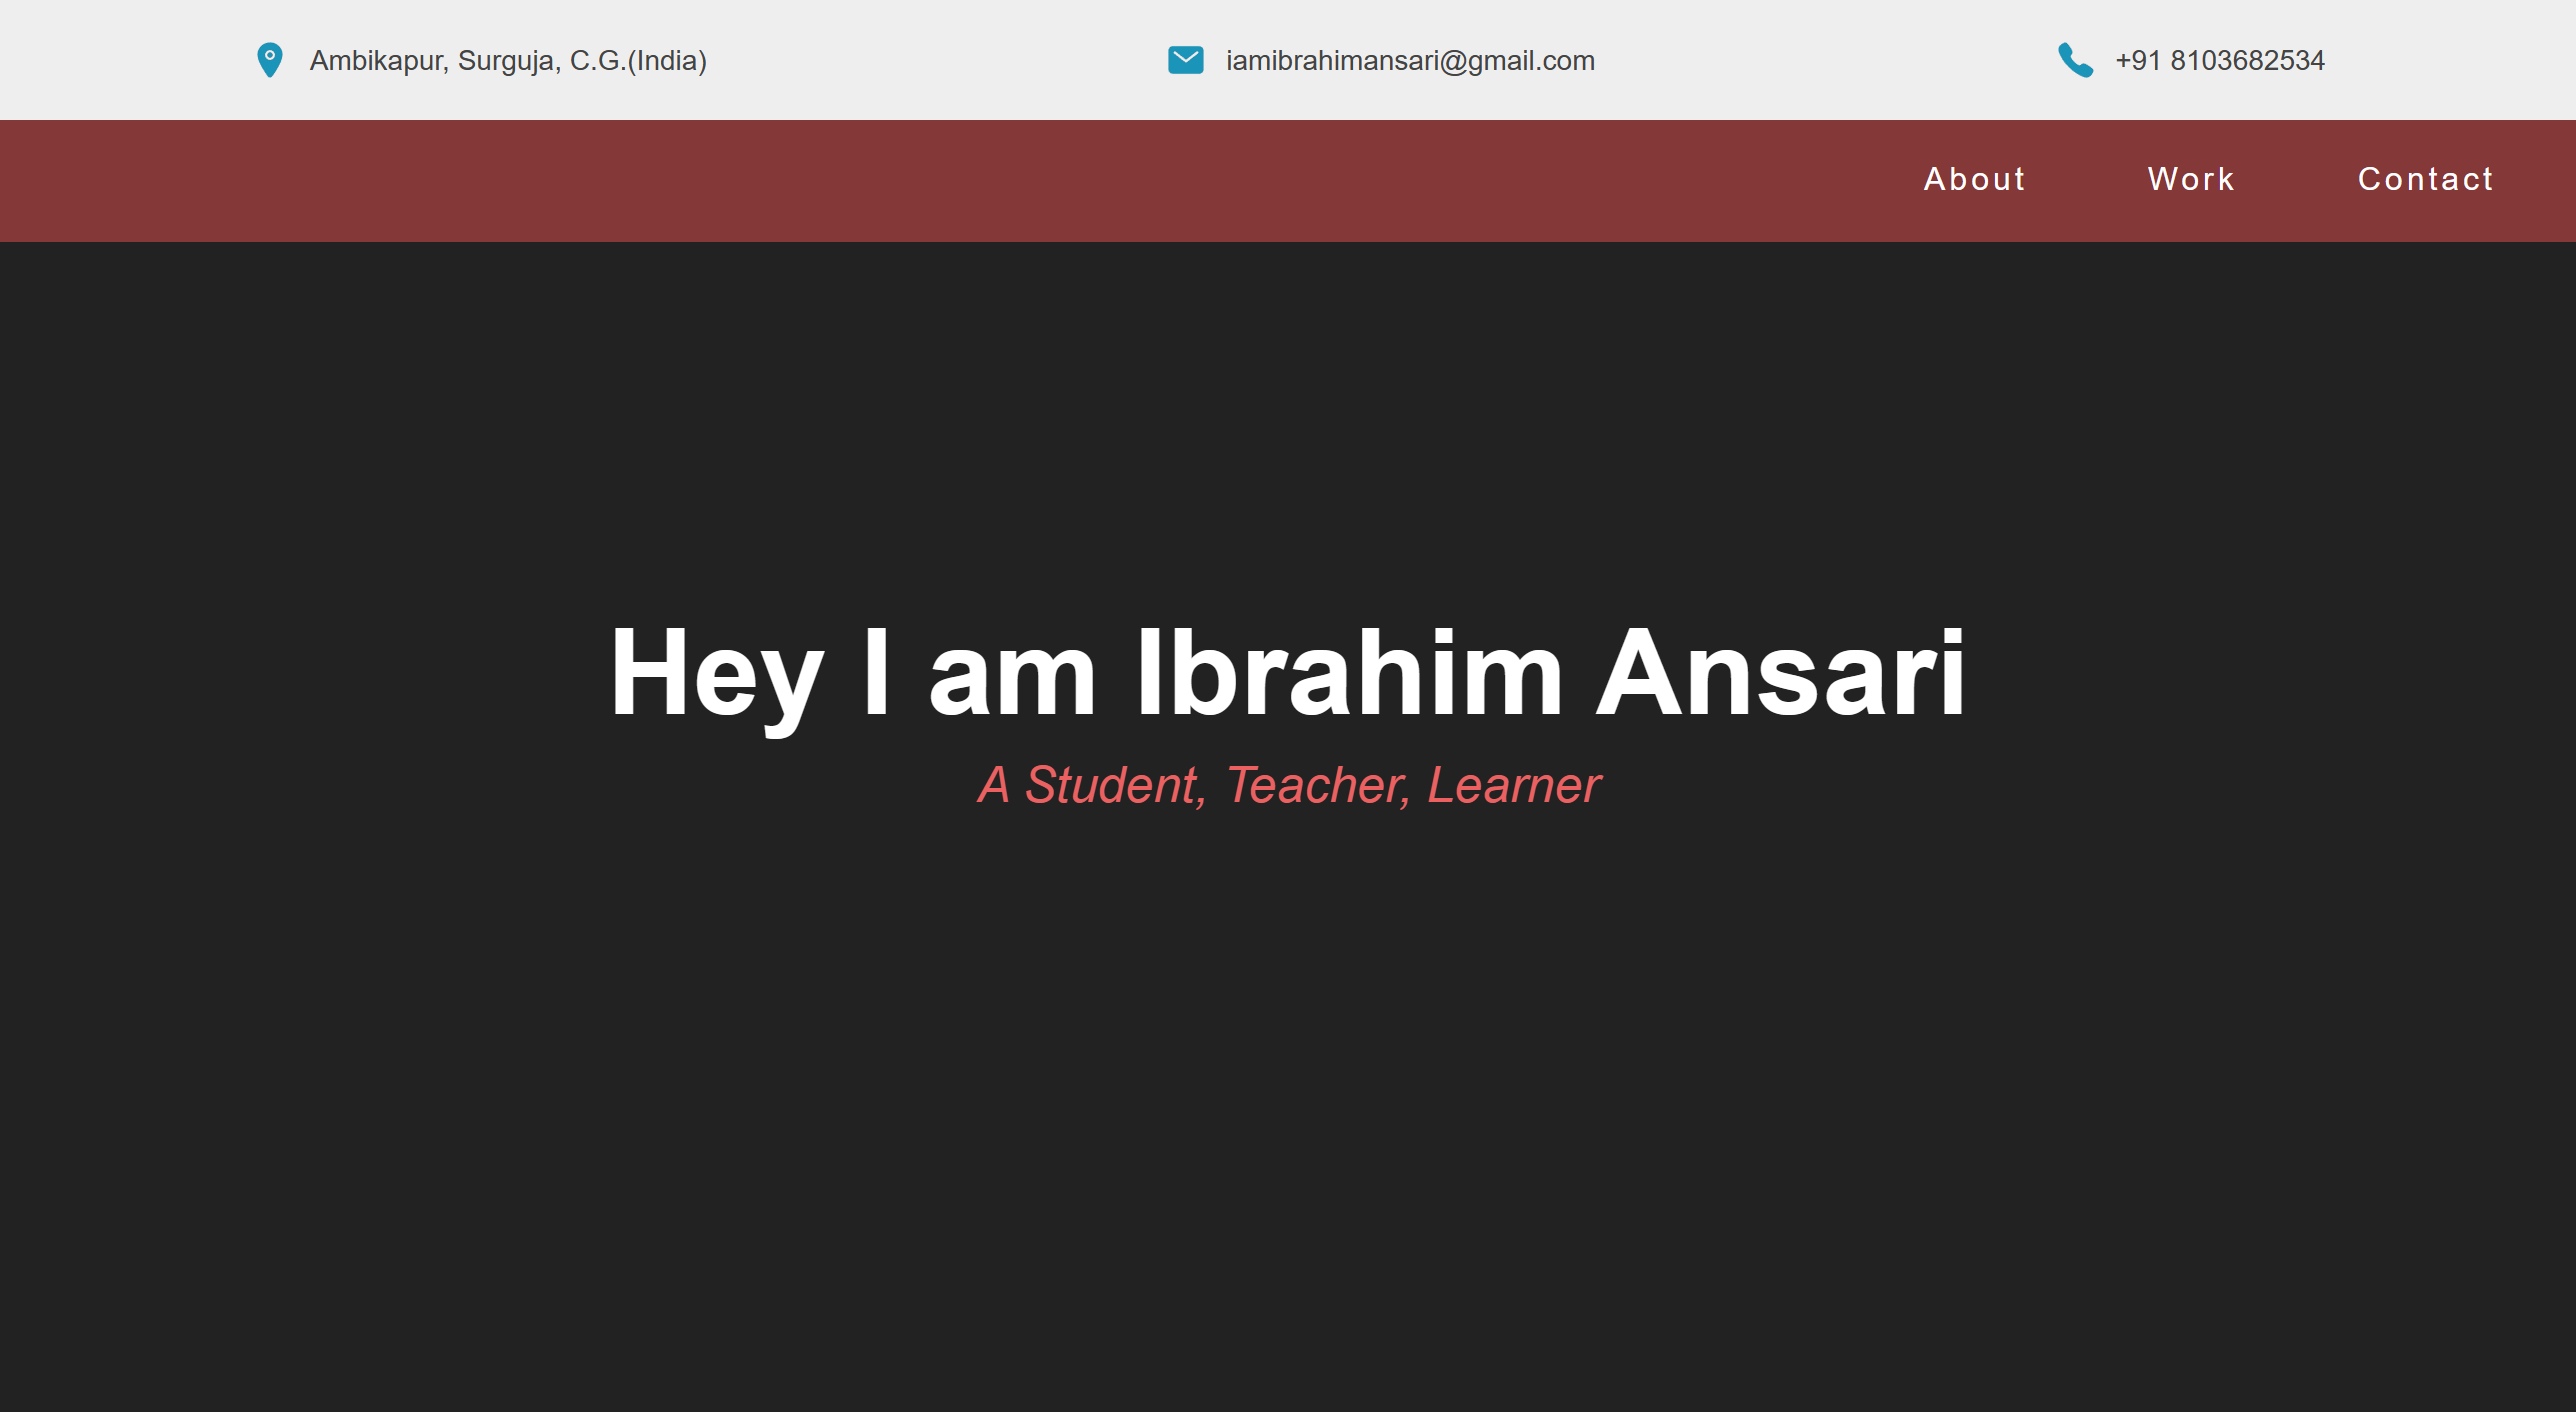 Ambikapur, Surguja, C.G.(India)
iamibrahimansari@gmail.com
+91 8103682534
About
Work
Contact
Hey I am Ibrahim Ansari
A Student, Teacher, Learner